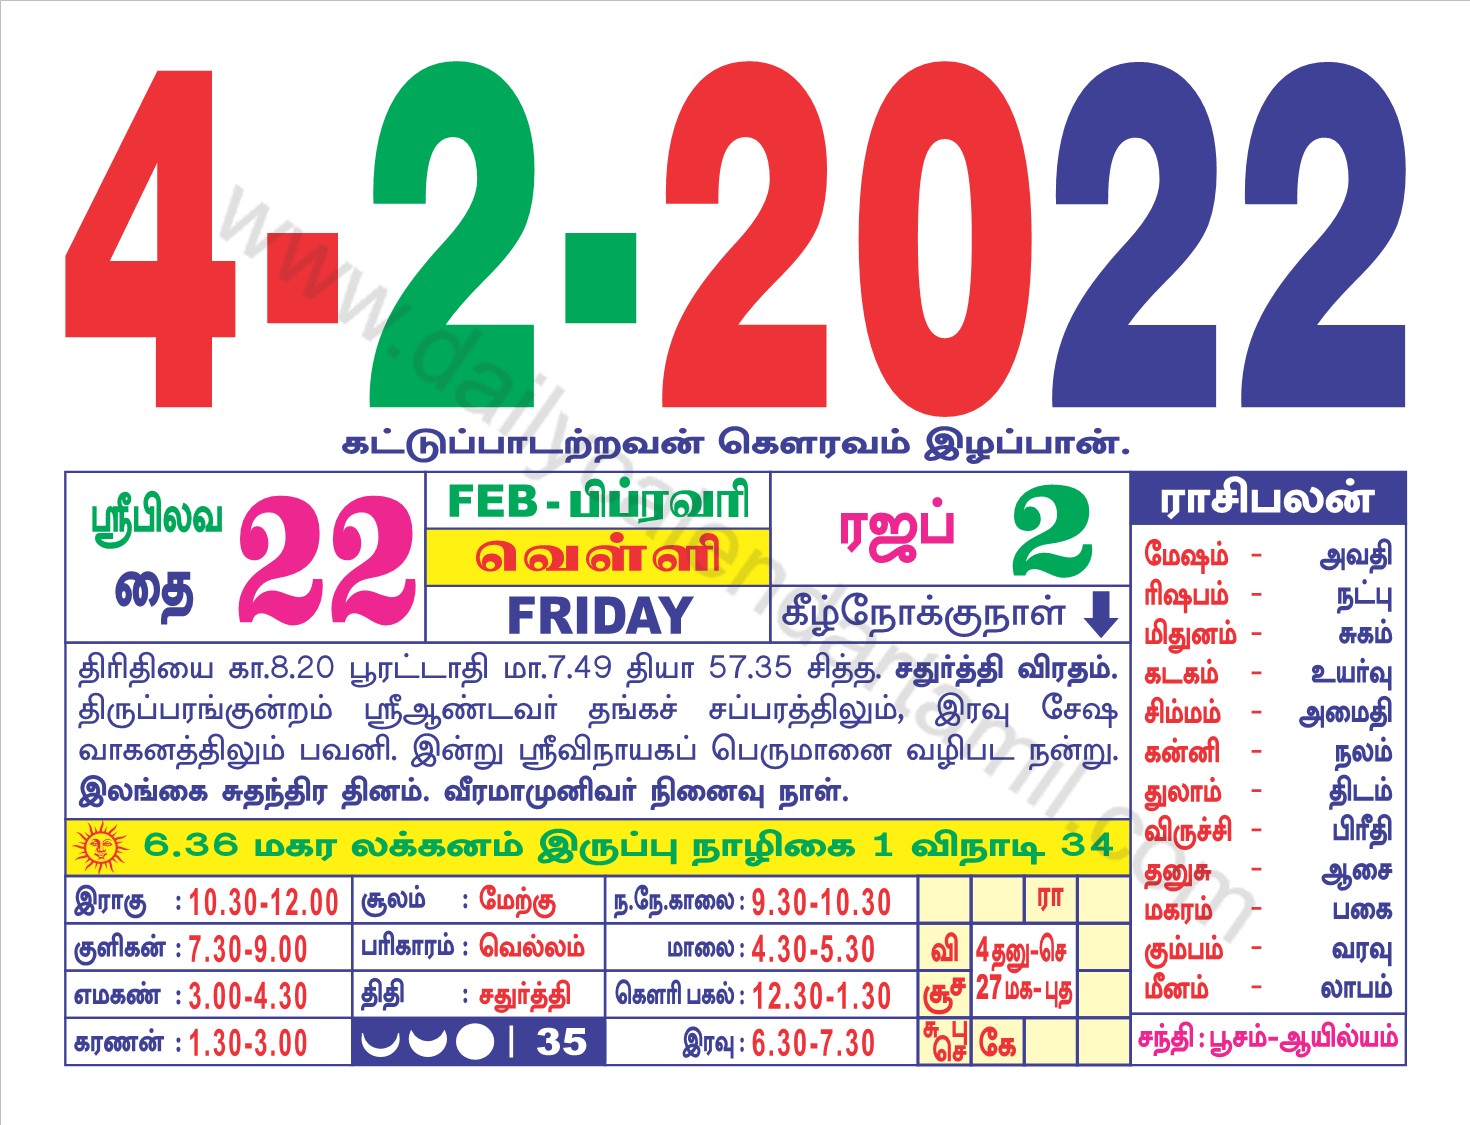 4-2-2022
கட்டுப்பாடற்றவன் கௌரவம் இழப்பான்.
ஸ்ரீபிலவ
தை
22
FEB - பிப்ரவரி
வெள்ளி
FRIDAY
ரஜப் 2
கீழ்நோக்குநாள்
திரிதியை கா.8.20 பூரட்டாதி மா.7.49 தியா 57.35 சித்த. சதுர்த்தி விரதம்.
திருப்பரங்குன்றம் ஸ்ரீஆண்டவர் தங்கச் சப்பரத்திலும், இரவு சேஷ
வாகனத்திலும் பவனி. இன்று ஸ்ரீவிநாயகப் பெருமானை வழிபட நன்று.
இலங்கை சுதந்திர தினம். வீரமாமுனிவர் நினைவு நாள்.
6.36 மகர லக்கனம் இருப்பு நாழிகை 1 விநாடி 34
இராகு : 10.30-12.00
குளிகன் : 7.30-9.00
எமகண் : 3.00-4.30
கரணன் : 1.30-3.00
சூலம் : மேற்கு
பரிகாரம் : வெல்லம்
திதி : சதுர்த்தி
35
ந.நே.காலை : 9.30-10.30
மாலை : 4.30-5.30
கௌரி பகல் : 12.30-1.30
இரவு : 6.30-7.30
ரா
வி
4 தனு-செ
சூ ச
27 மக- புத
சு பு
செ
கே
ராசிபலன்
மேஷம் - அவதி
ரிஷபம் - நட்பு
மிதுனம் - சுகம்
கடகம் - உயர்வு
சிம்மம் - அமைதி
கன்னி - நலம்
துலாம் - திடம்
விருச்சி - பிரீதி
தனுசு - ஆசை
மகரம் - பகை
கும்பம் - வரவு
மீனம் - லாபம்
சந்தி : பூசம்-ஆயில்யம்
www.dailycalendartamil.com